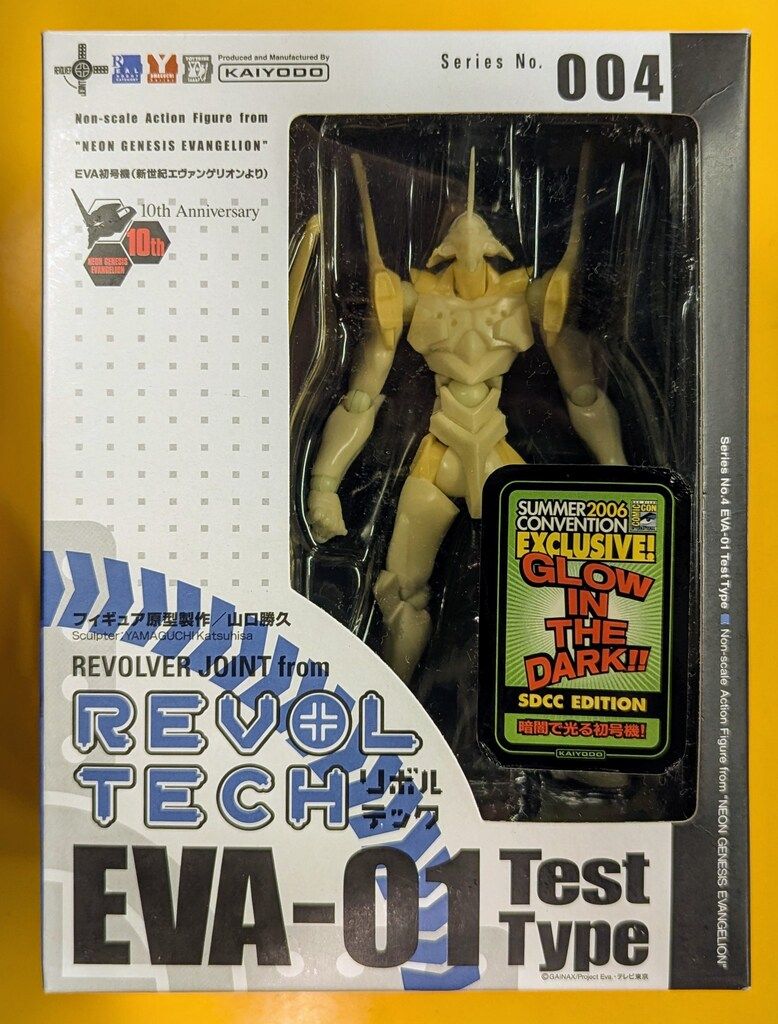 Produced and Manufactured By
KAIYODO
Series No. 004
Non-scale Action Figure from
"NEON GENESIS EVANGELION"
EVA初号機(新世紀エヴァンゲリオンより)
10th Anniversary
10th
NEON GENESIS
EVANGELION
SUMMER 2006
CONVENTION
COMIC CON
EXCLUSIVE!
GLOW
IN
THE
DARK!!
SDCC EDITION
暗闇で光る初号機!
KAIYODO
フィギュア原型製作/山口勝久
Sculpter:YAMAGUCHI Katsuhisa
REVOLVER JOINT from
REVOL
TECH リボル
テック
EVA-01 Test
Type
©GAINAX/Project Eva.・テレビ東京
Series No.4 EVA-01 Test Type ■ Non-scale Action Figure from "NEON GENESIS EVANGELION"